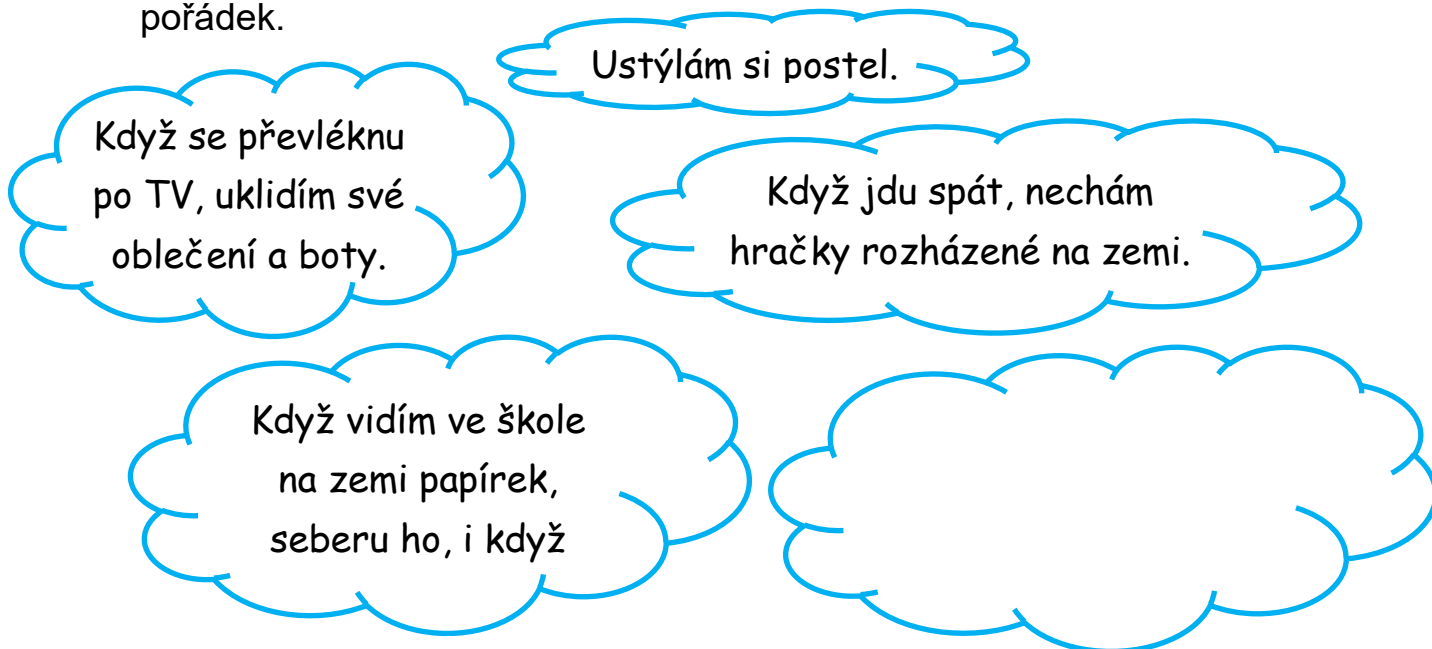 pořádek.
Ustýlám si postel.
Když se převléknu
po TV, uklidím své
oblečení a boty.
Když jdu spát, nechám
hračky rozházené na zemi.
Když vidím ve škole
na zemi papírek,
seberu ho, i když